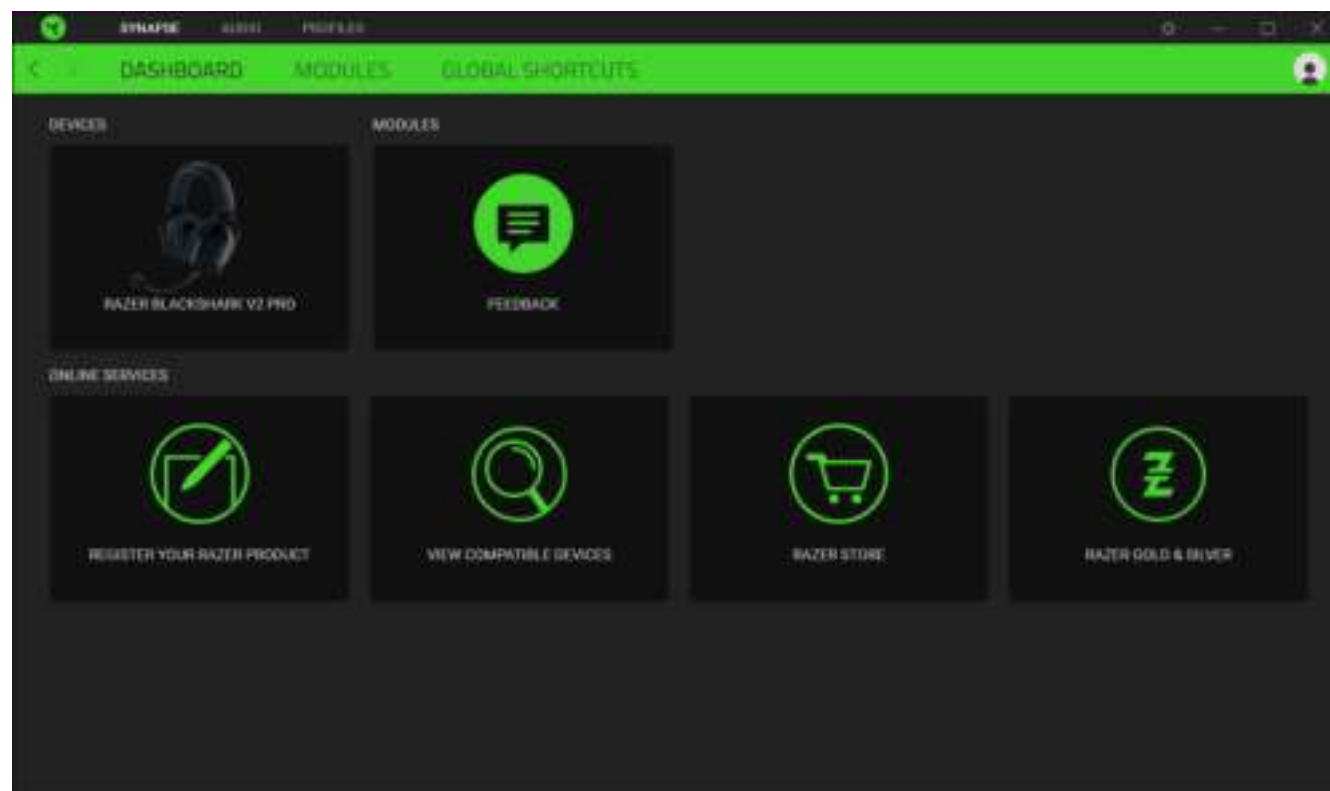 SYNAPSE AUDIO PROFILES
DASHBOARD MODULES GLOBAL SHORTCUTS
DEVICES MODULES
RAZER BLACKSHARK V2 PRO FEEDBACK
ONLINE SERVICES
REGISTER YOUR RAZER PRODUCT VIEW COMPATIBLE DEVICES RAZER STORE RAZER GOLD & SILVER